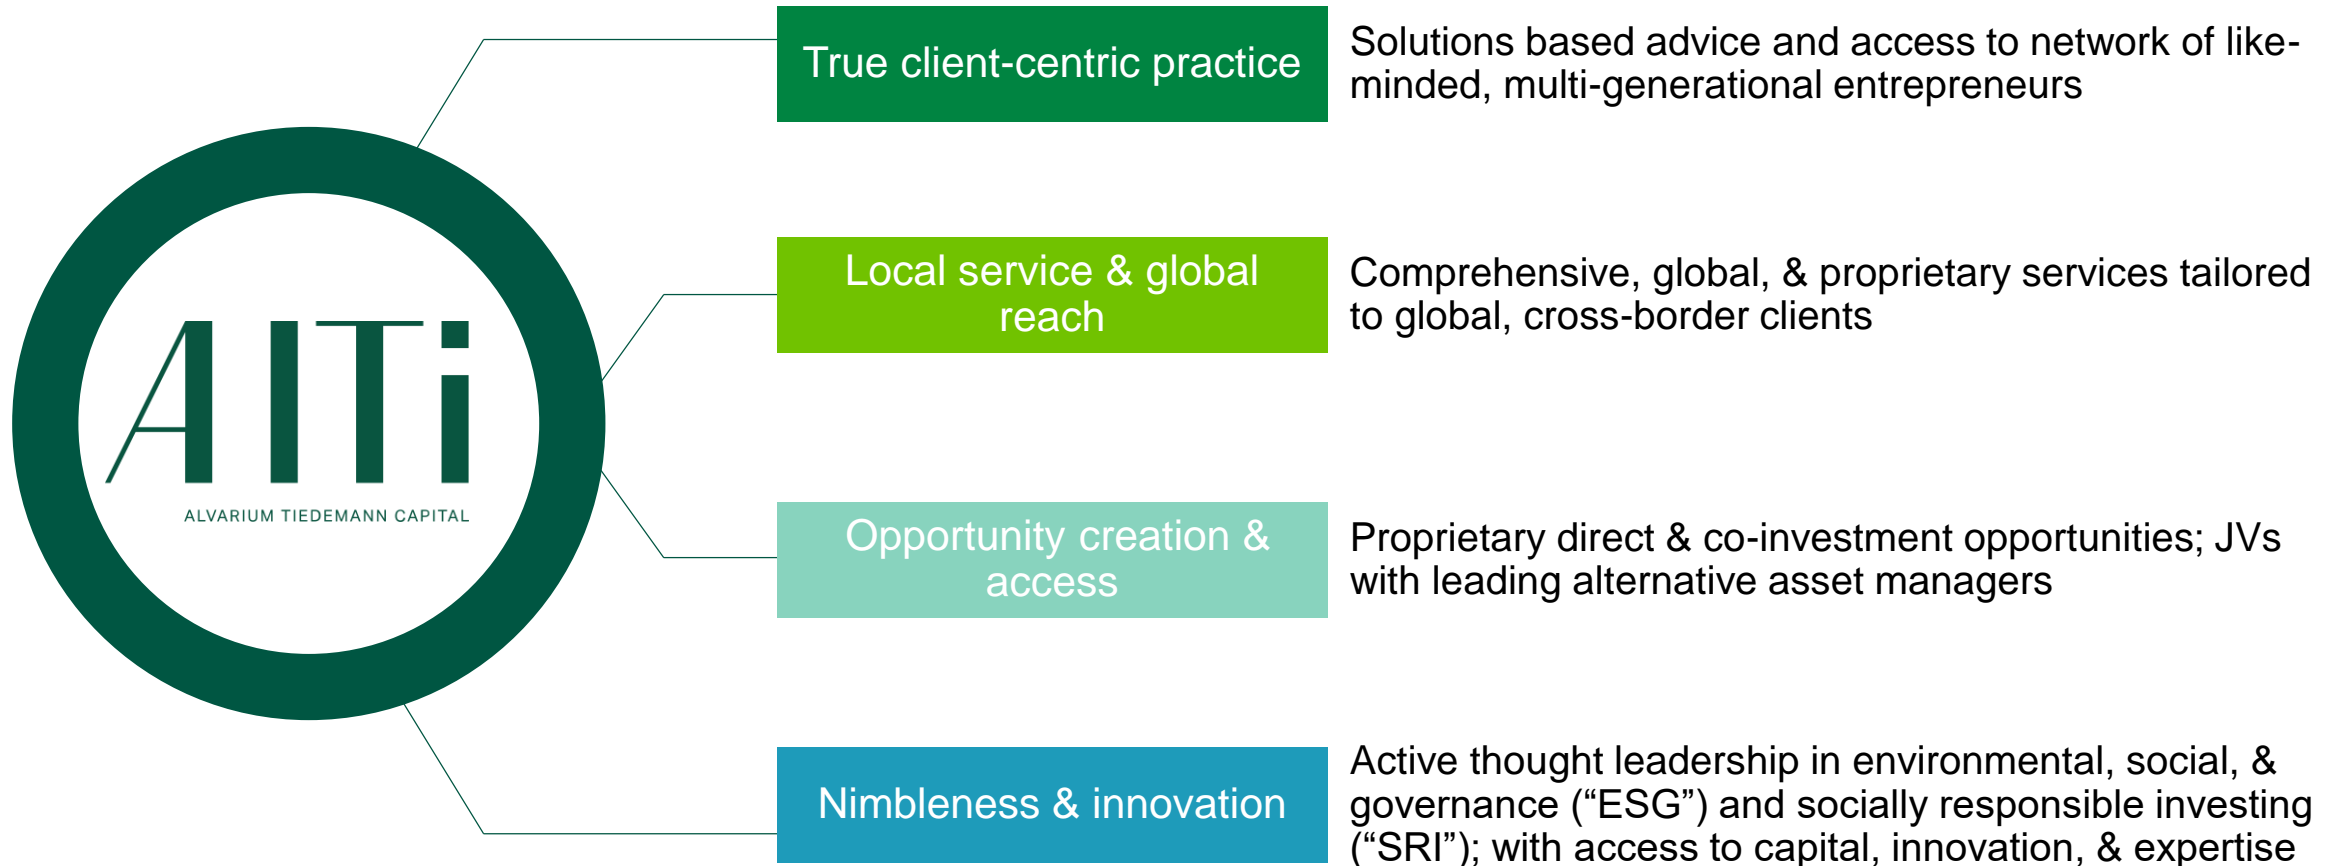 True client-centric practice
Solutions based advice and access to network of like-
minded, multi-generational entrepreneurs
Local service & global
reach
Comprehensive, global, & proprietary services tailored
to global, cross-border clients
AlTi
ALVARIUM TIEDEMANN CAPITAL
Opportunity creation &
access
Proprietary direct & co-investment opportunities; JVs
with leading alternative asset managers
Nimbleness & innovation
Active thought leadership in environmental, social, &
governance (“ESG”) and socially responsible investing
(“SRI”); with access to capital, innovation, & expertise